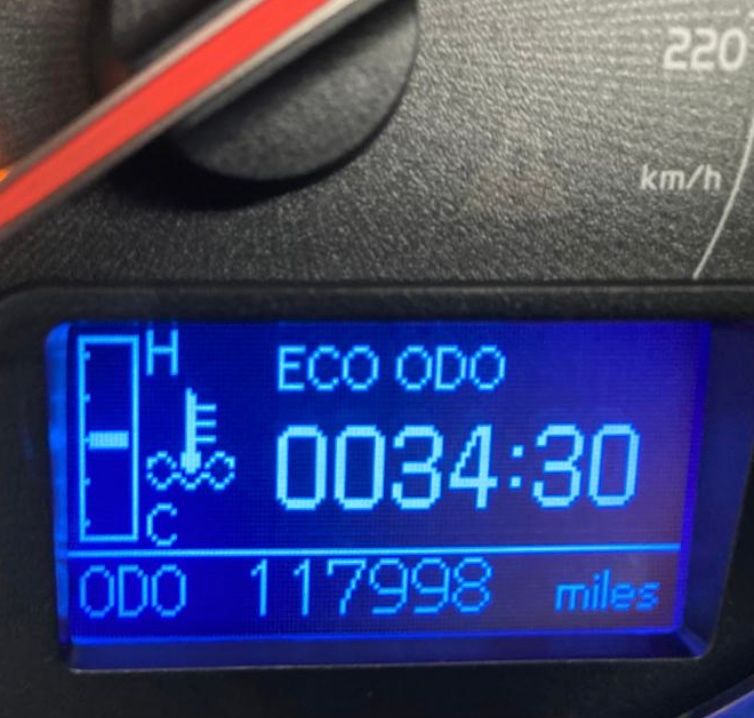 220
km/h
H
ECO ODO
0034:30
C
ODO 117998 miles